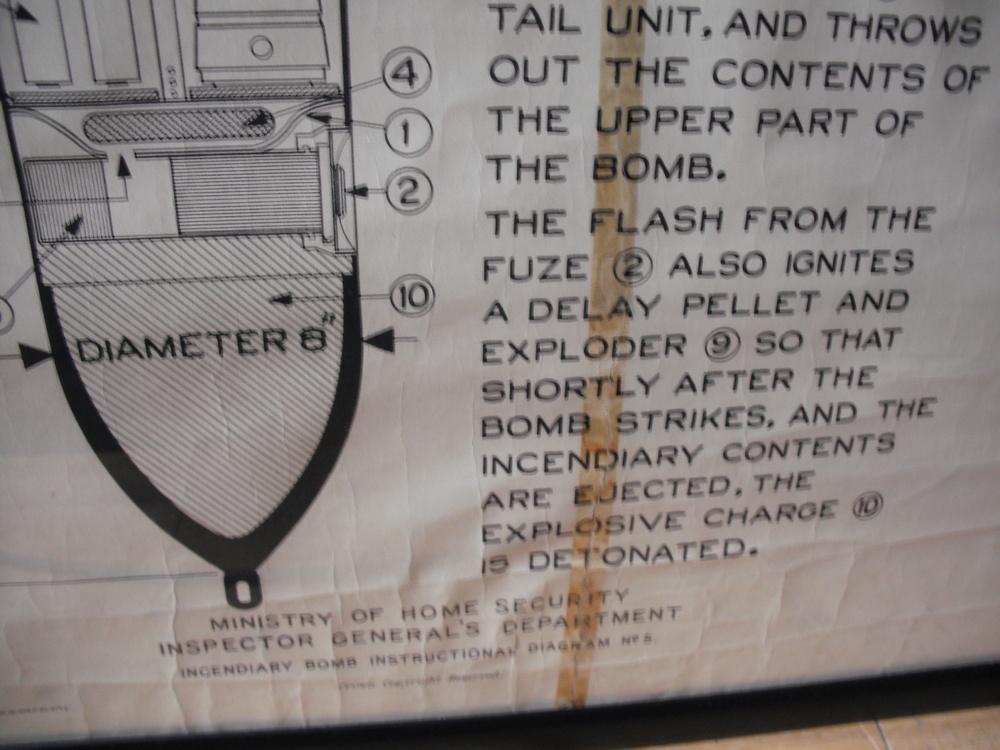 TAIL UNIT, AND THROWS
OUT THE CONTENTS OF
THE UPPER PART OF
THE BOMB.
THE FLASH FROM THE
FUZE ② ALSO IGNITES
A DELAY PELLET AND
EXPLODER ⑨ SO THAT
SHORTLY AFTER THE
BOMB STRIKES, AND THE
INCENDIARY CONTENTS
ARE EJECTED, THE
EXPLOSIVE CHARGE ⑩
IS DETONATED.
4
1
2
10
DIAMETER 8"
MINISTRY OF HOME SECURITY
INSPECTOR GENERAL'S DEPARTMENT
INCENDIARY BOMB INSTRUCTIONAL DIAGRAM Nº 5.
Crown Copyright Reserved